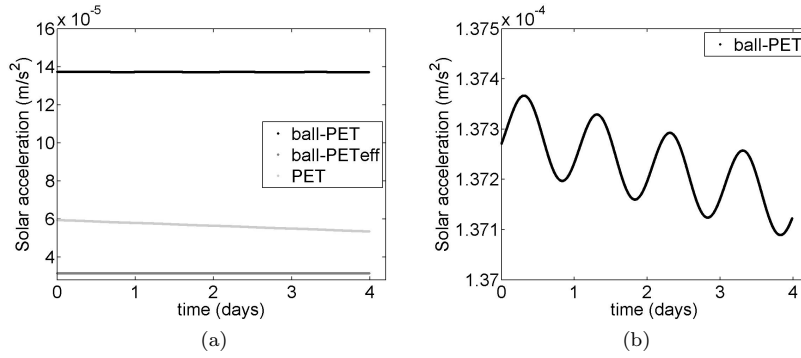 x 10⁻⁵
16
14
12
10
8
6
4
Solar acceleration (m/s²)
0 1 2 3 4
time (days)
ball-PET
ball-PETeff
PET
(a)
x 10⁻⁴
1.375
1.374
1.373
1.372
1.371
1.37
Solar acceleration (m/s²)
0 1 2 3 4
time (days)
ball-PET
(b)